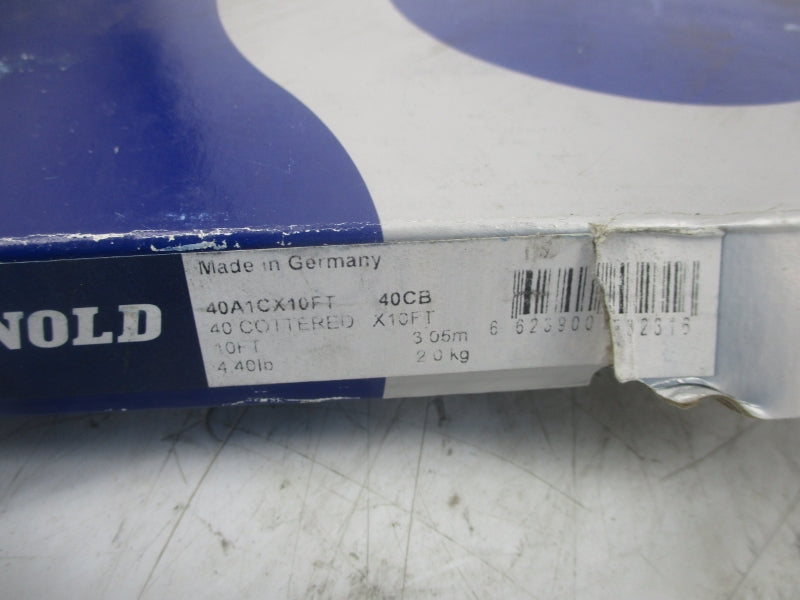 NOLD
Made in Germany
40A1CX10FT 40CB
40 COTTERED X10FT
10FT 3.05m
4.40lb 2.0 kg